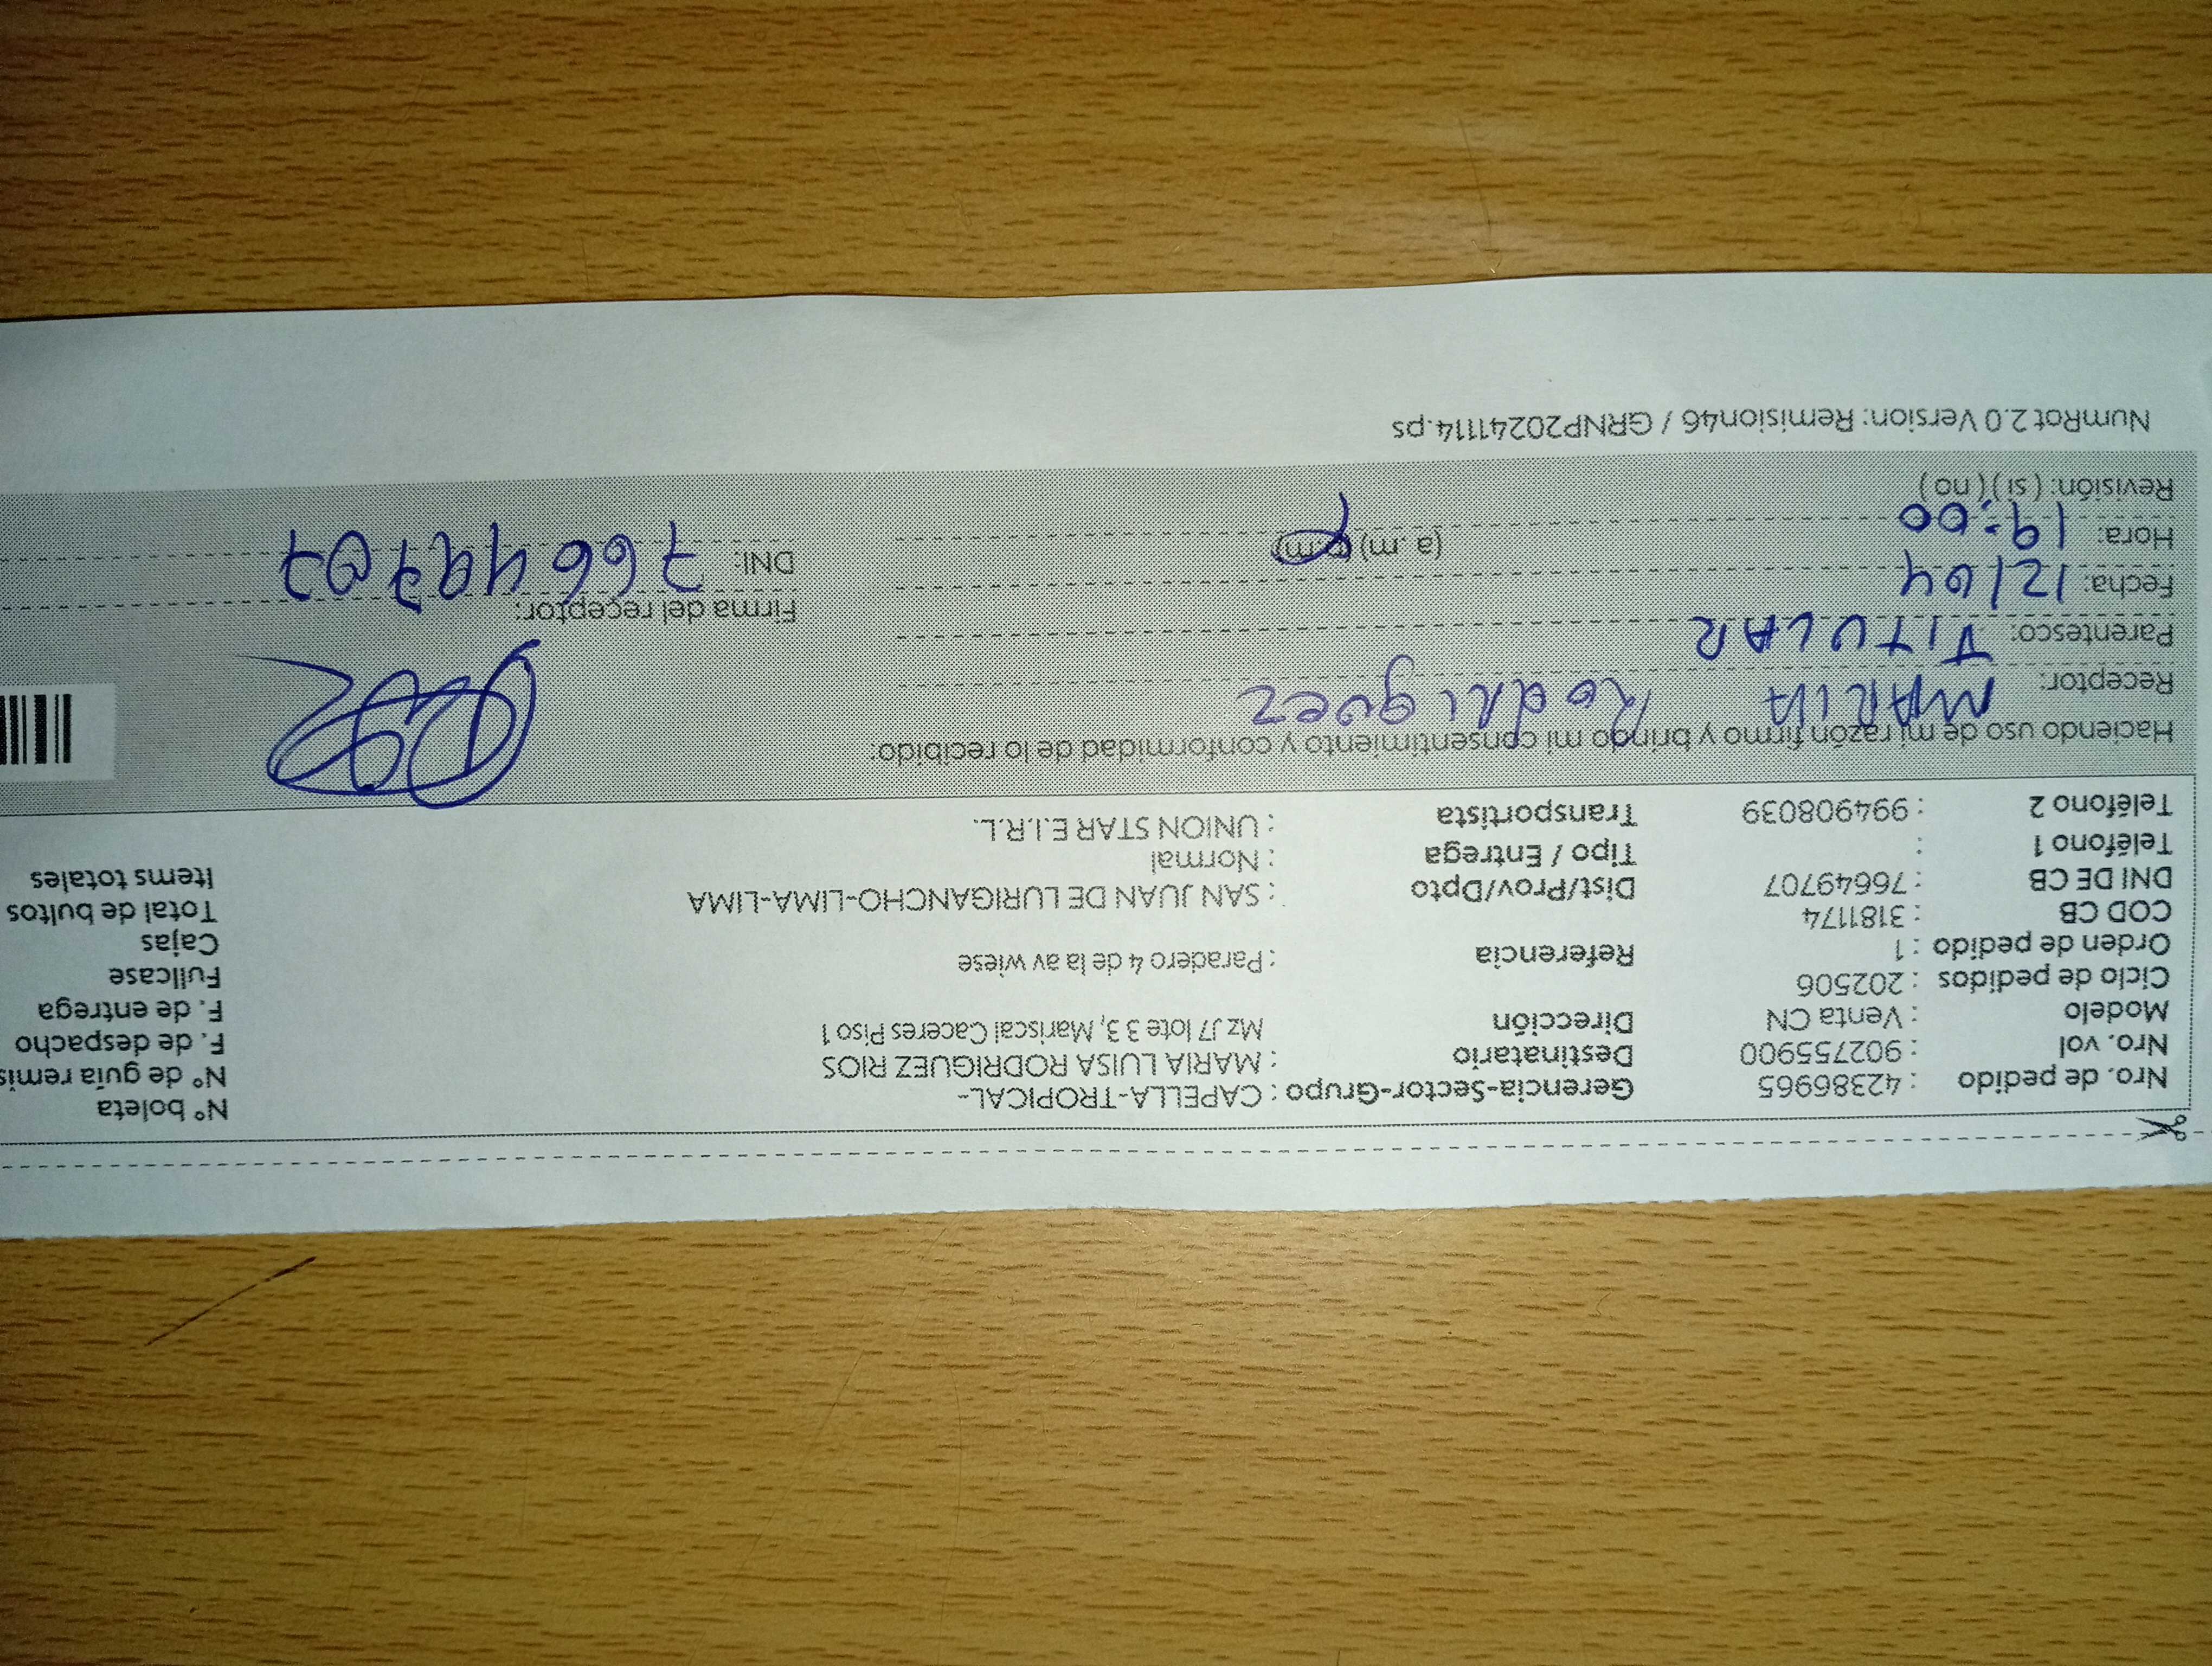 Nro. de pedido : 42386965 Gerencia-Sector-Grupo : CAPELLA-TROPICAL- N° boleta
Nro. vol : 902755900 Destinatario : MARIA LUISA RODRIGUEZ RIOS N° de guía remis
Modelo : Venta CN Dirección Mz J7 lote 3 3, Mariscal Caceres Piso 1 F. de despacho
Ciclo de pedidos : 202506 F. de entrega
Orden de pedido : 1 Referencia : Paradero 4 de la av wiese Fullcase
COD CB : 3181174 Cajas
DNI DE CB : 76649707 Dist/Prov/Dpto : SAN JUAN DE LURIGANCHO-LIMA-LIMA Total de bultos
Teléfono 1 : Tipo / Entrega : Normal Items totales
Teléfono 2 : 994908039 Transportista : UNION STAR E.I.R.L.
Haciendo uso de mi razón firmo y brindo mi consentimiento y conformidad de lo recibido:
Receptor: MARIA Rodriguez
Parentesco: TITULAR Firma del receptor:
Fecha: 12/04 DNI: 76649707
Hora: 19:00 (a. m) (p.m)
Revisión: ( si ) ( no )
NumRot 2.0 Version: Remision46 / GRNP20241114.ps